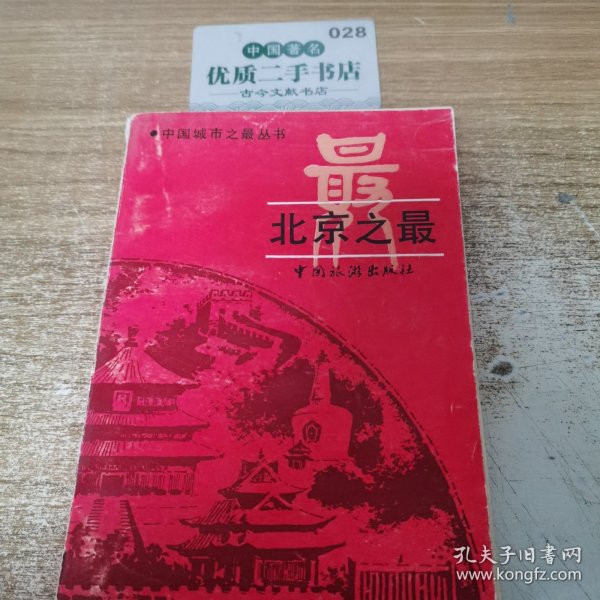 028
中国著名
优质二手书店
古今文献书店
●中国城市之最丛书
最
北京之最
中国旅游出版社
孔夫子旧书网
www.kongfz.com